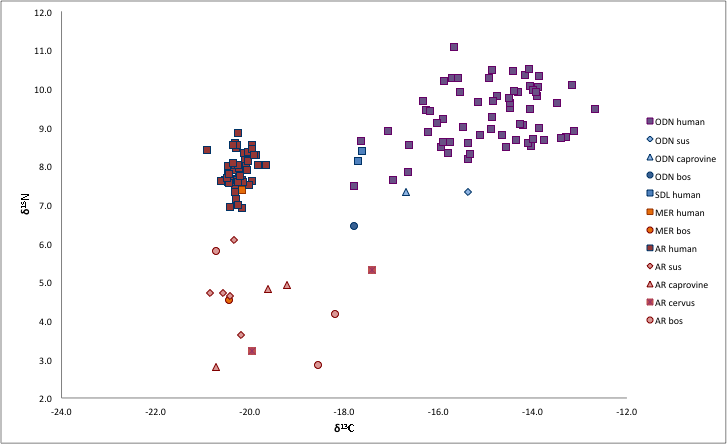 12.0
11.0
10.0
9.0
8.0
7.0
6.0
5.0
4.0
3.0
2.0
δ¹⁵N
-24.0 -22.0 -20.0 -18.0 -16.0 -14.0 -12.0
δ¹³C
ODN human
ODN sus
ODN caprovine
ODN bos
SDL human
MER human
MER bos
AR human
AR sus
AR caprovine
AR cervus
AR bos